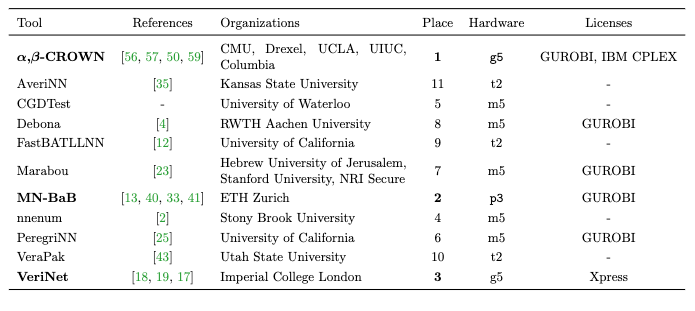 Tool References Organizations Place Hardware Licenses
α,β-CROWN [56, 57, 50, 59] CMU, Drexel, UCLA, UIUC, Columbia 1 g5 GUROBI, IBM CPLEX
AveriNN [35] Kansas State University 11 t2 -
CGDTest - University of Waterloo 5 m5 -
Debona [4] RWTH Aachen University 8 m5 GUROBI
FastBATLLNN [12] University of California 9 t2 -
Marabou [23] Hebrew University of Jerusalem, Stanford University, NRI Secure 7 m5 GUROBI
MN-BaB [13, 40, 33, 41] ETH Zurich 2 p3 GUROBI
nnenum [2] Stony Brook University 4 m5 -
PeregriNN [25] University of California 6 m5 GUROBI
VeraPak [43] Utah State University 10 t2 -
VeriNet [18, 19, 17] Imperial College London 3 g5 Xpress